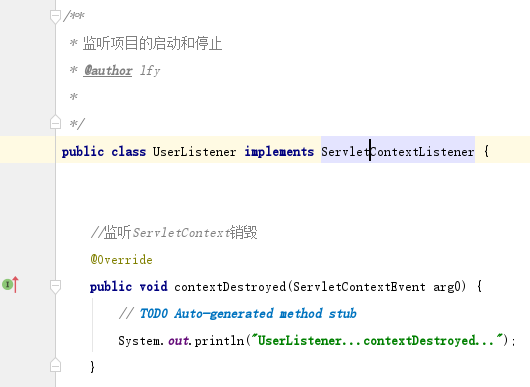 /**
* 监听项目的启动和停止
* @author lfy
*
*/
public class UserListener implements ServletContextListener {
//监听ServletContext销毁
@Override
public void contextDestroyed(ServletContextEvent arg0) {
// TODO Auto-generated method stub
System.out.println("UserListener...contextDestroyed...");
}